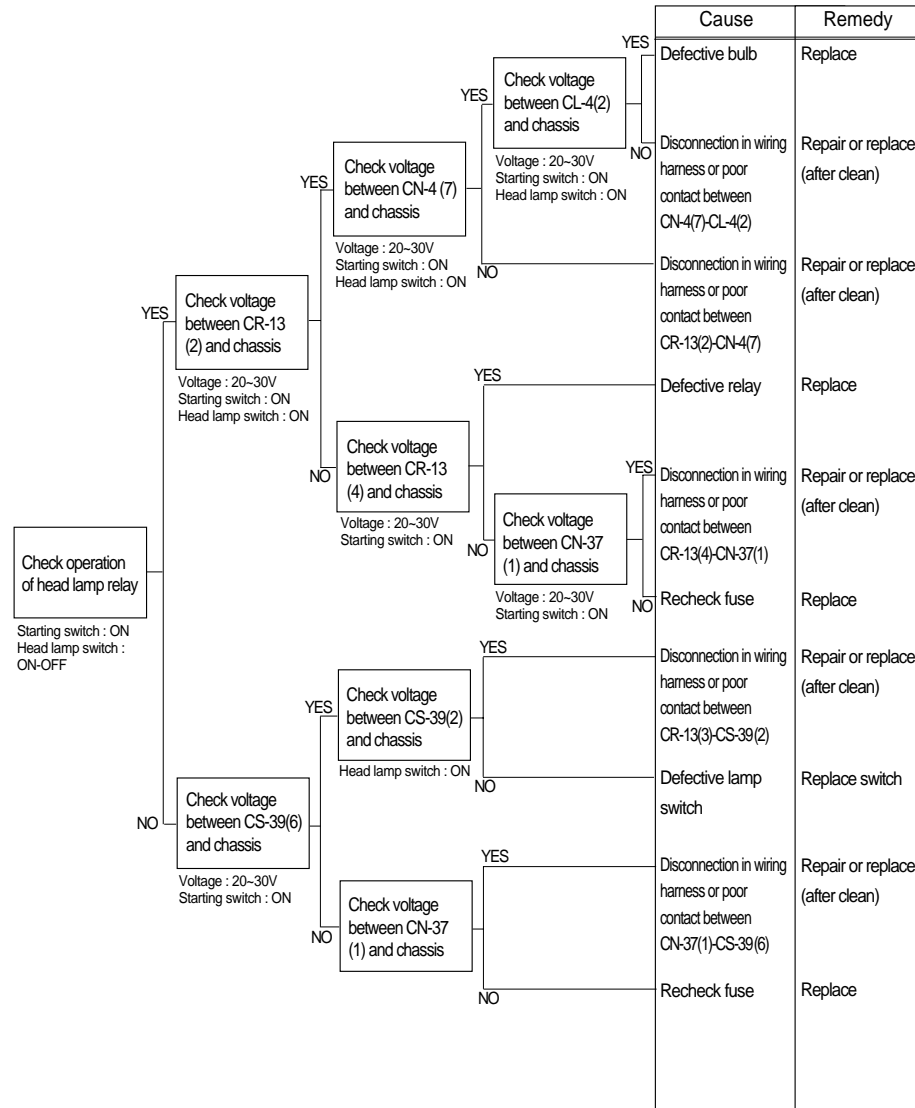 Cause
Remedy
YES
Defective bulb
Replace
Check voltage
between CL-4(2)
and chassis
YES
NO
Voltage : 20~30V
Starting switch : ON
Head lamp switch : ON
Disconnection in wiring
harness or poor
contact between
CN-4(7)-CL-4(2)
Repair or replace
(after clean)
Check voltage
between CN-4 (7)
and chassis
YES
Voltage : 20~30V
Starting switch : ON
Head lamp switch : ON
NO
Disconnection in wiring
harness or poor
contact between
CR-13(2)-CN-4(7)
Repair or replace
(after clean)
YES
Check voltage
between CR-13
(2) and chassis
Voltage : 20~30V
Starting switch : ON
Head lamp switch : ON
YES
Defective relay
Replace
NO
Check voltage
between CR-13
(4) and chassis
Voltage : 20~30V
Starting switch : ON
YES
Disconnection in wiring
harness or poor
contact between
CR-13(4)-CN-37(1)
Repair or replace
(after clean)
NO
Check voltage
between CN-37
(1) and chassis
Voltage : 20~30V
Starting switch : ON
NO
Recheck fuse
Replace
Check operation
of head lamp relay
Starting switch : ON
Head lamp switch :
ON-OFF
YES
Disconnection in wiring
harness or poor
contact between
CR-13(3)-CS-39(2)
Repair or replace
(after clean)
YES
Check voltage
between CS-39(2)
and chassis
Head lamp switch : ON
NO
Defective lamp
switch
Replace switch
NO
Check voltage
between CS-39(6)
and chassis
Voltage : 20~30V
Starting switch : ON
YES
Disconnection in wiring
harness or poor
contact between
CN-37(1)-CS-39(6)
Repair or replace
(after clean)
NO
Check voltage
between CN-37
(1) and chassis
NO
Recheck fuse
Replace